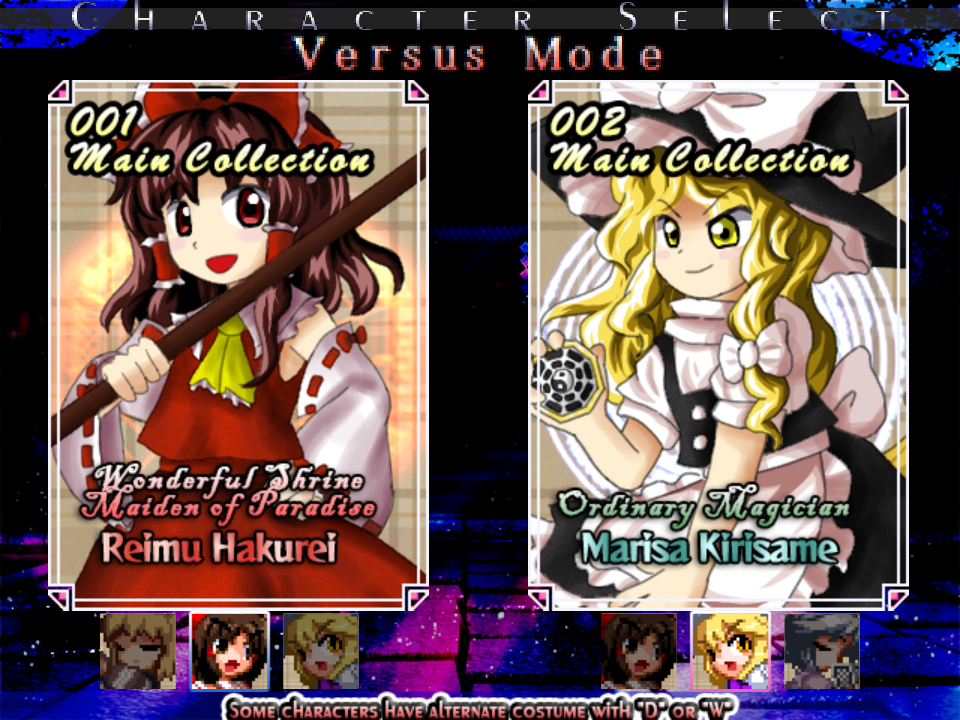 Character Select
Versus Mode
001
Main Collection
Wonderful Shrine
Maiden of Paradise
Reimu Hakurei
002
Main Collection
Ordinary Magician
Marisa Kirisame
Some characters have alternate costume with "D" or "W"